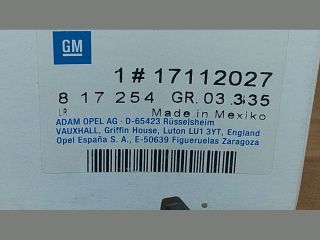 GM
1 # 17112027
8 17 254 GR. 03.335
LR Made in Mexiko
ADAM OPEL AG · D-65423 Rüsselsheim
VAUXHALL, Griffin House, Luton LU1 3YT, England
Opel España S. A., E-50639 Figueruelas Zaragoza